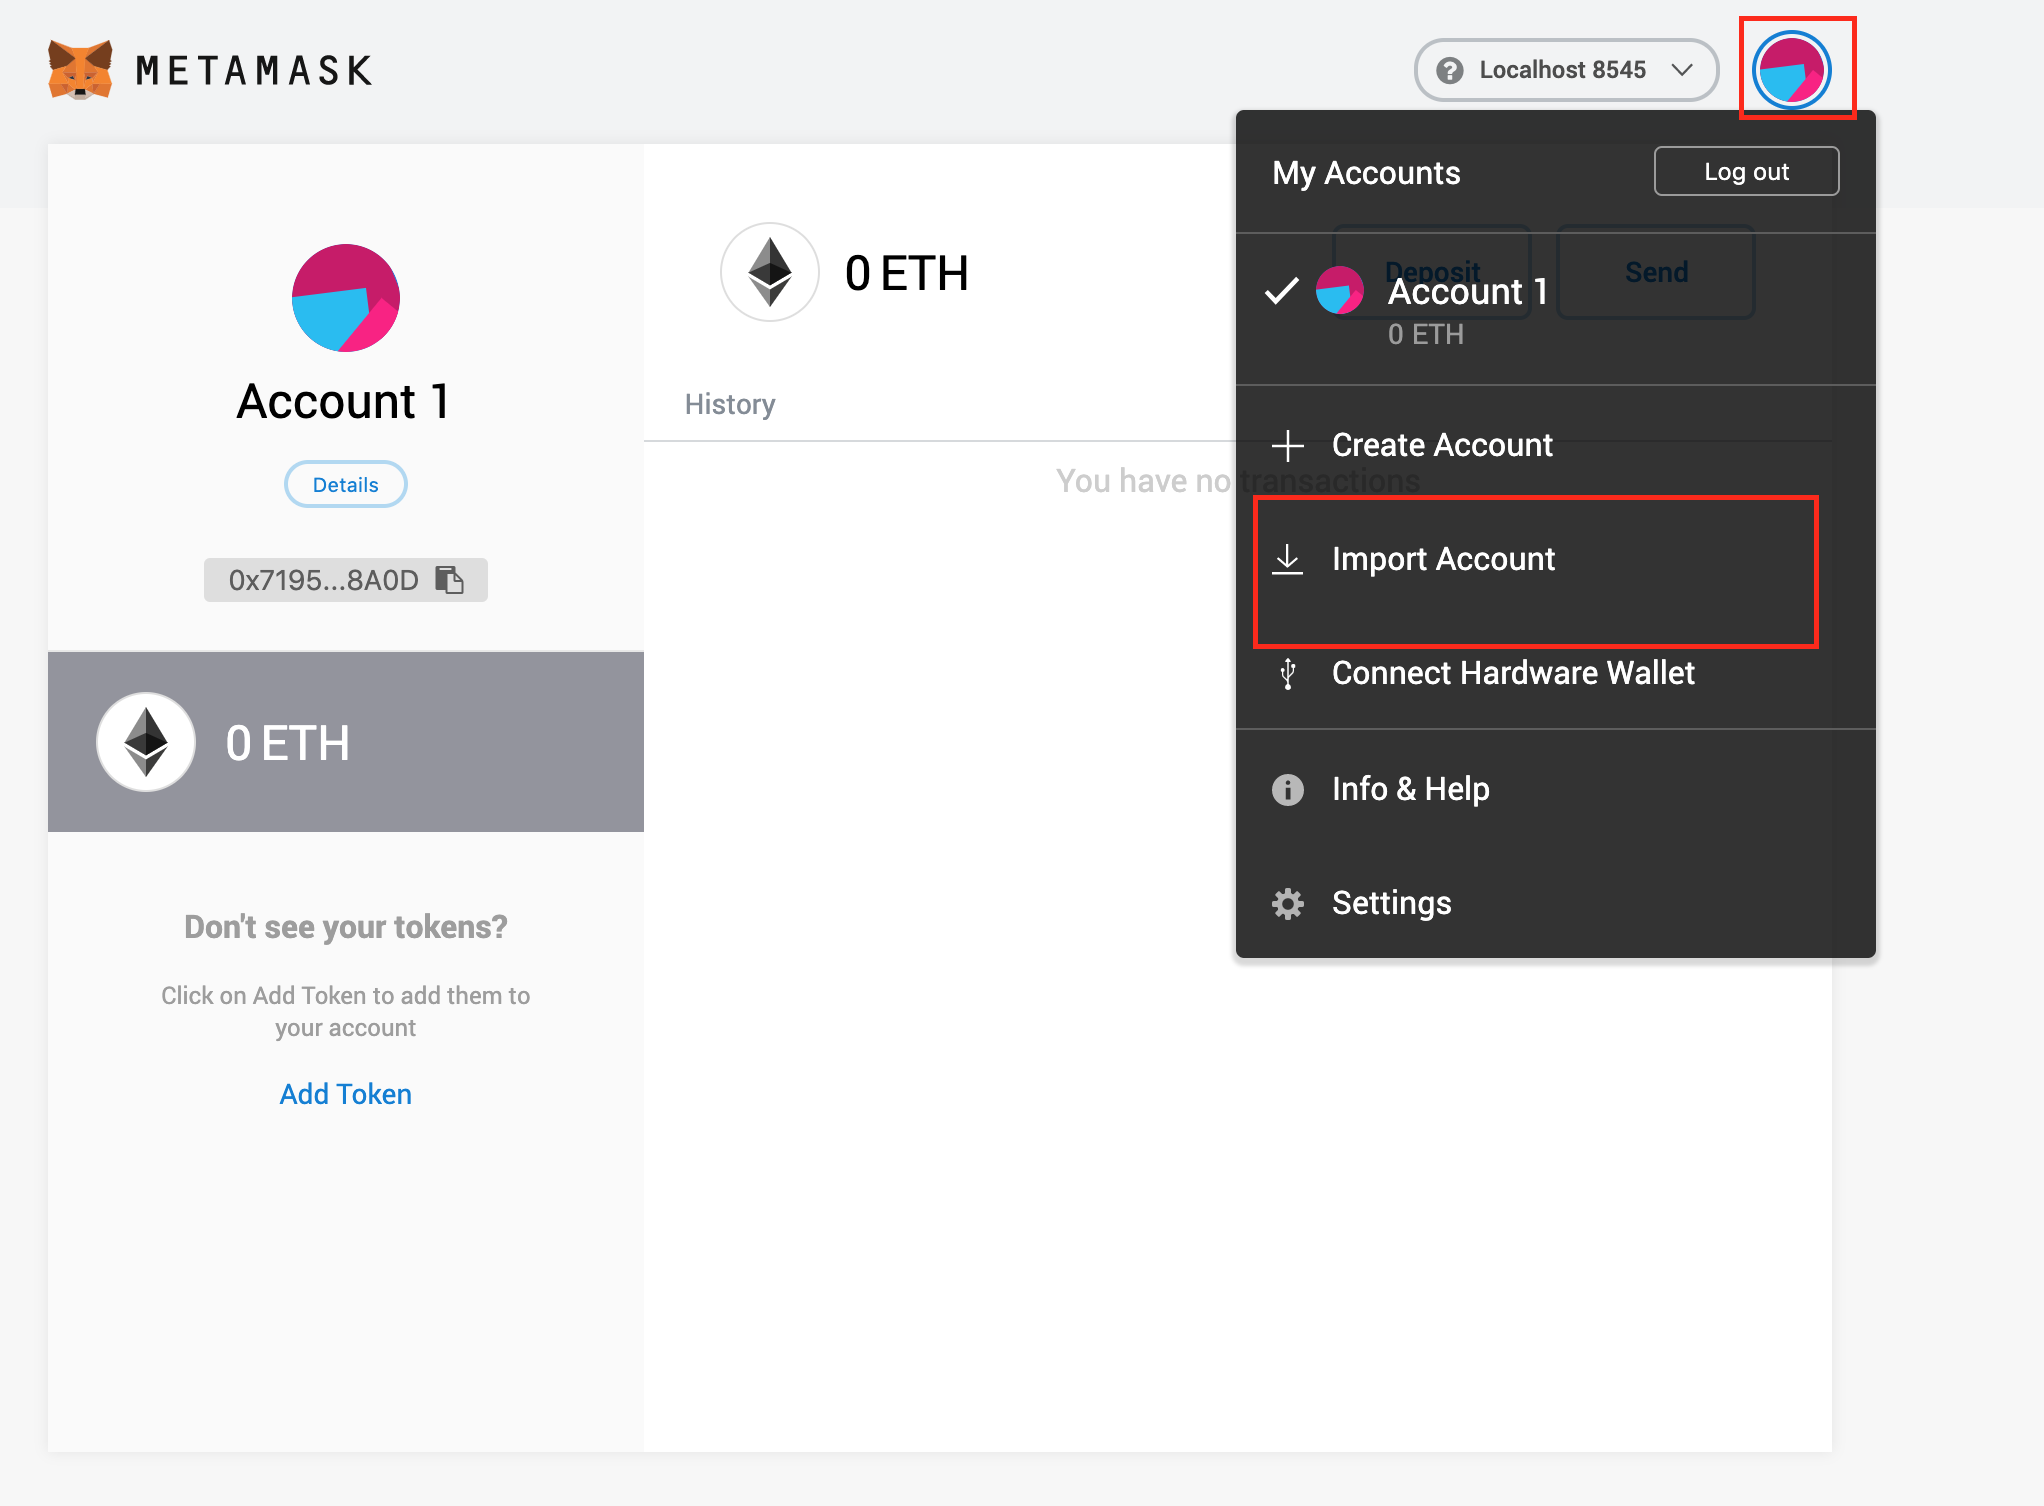 METAMASK
Localhost 8545
My Accounts
Log out
Account 1
0 ETH
Create Account
Import Account
Connect Hardware Wallet
Info & Help
Settings
Account 1
Details
0x7195...8A0D
0 ETH
Don't see your tokens?
Click on Add Token to add them to
your account
Add Token
0 ETH
Deposit
Send
History
You have no transactions